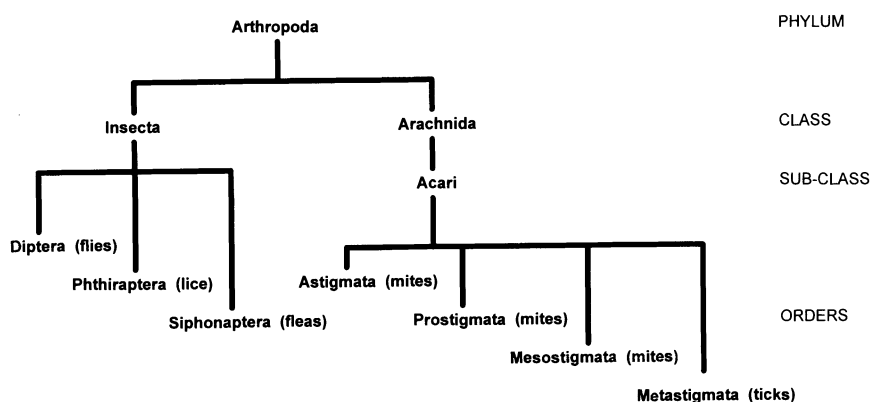 Arthropoda
PHYLUM
Insecta
Arachnida
CLASS
Acari
SUB-CLASS
Diptera (flies)
Phthiraptera (lice)
Astigmata (mites)
Siphonaptera (fleas)
Prostigmata (mites)
ORDERS
Mesostigmata (mites)
Metastigmata (ticks)